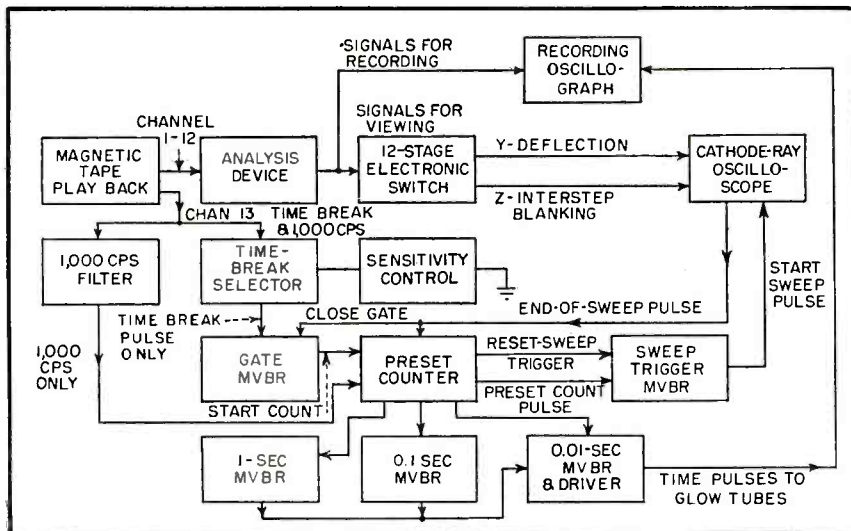 SIGNALS FOR
RECORDING
RECORDING
OSCILLO-
GRAPH
CHANNEL
1-12
SIGNALS FOR
VIEWING
MAGNETIC
TAPE
PLAY BACK
ANALYSIS
DEVICE
12-STAGE
ELECTRONIC
SWITCH
Y-DEFLECTION
Z-INTERSTEP
BLANKING
CATHODE-RAY
OSCILLO-
SCOPE
CHAN 13
TIME BREAK
& 1,000 CPS
1,000 CPS
FILTER
TIME-
BREAK
SELECTOR
SENSITIVITY
CONTROL
START
SWEEP
PULSE
TIME BREAK
PULSE
ONLY
CLOSE GATE
END-OF-SWEEP PULSE
1,000
CPS
ONLY
GATE
MVBR
START COUNT
PRESET
COUNTER
RESET-SWEEP
TRIGGER
PRESET COUNT
PULSE
SWEEP
TRIGGER
MVBR
1-SEC
MVBR
0.1 SEC
MVBR
0.01-SEC
MVBR
& DRIVER
TIME PULSES TO
GLOW TUBES